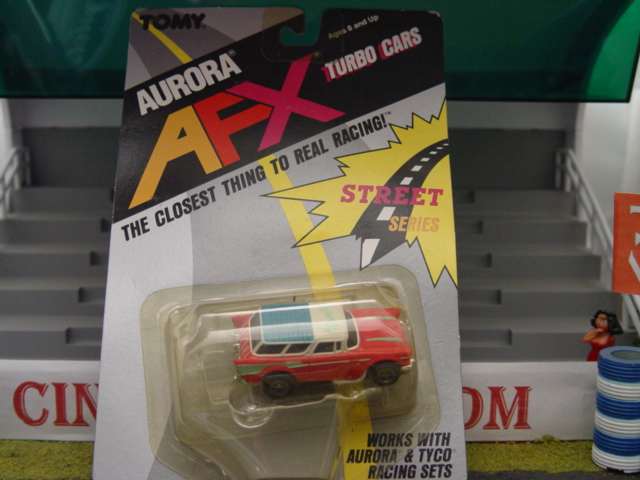 TOMY.
Ages 8 and Up
AURORA®
AFX
TURBO CARS
THE CLOSEST THING TO REAL RACING!™
STREET
SERIES
CIN
OM
WORKS WITH
AURORA & TYCO
RACING SETS